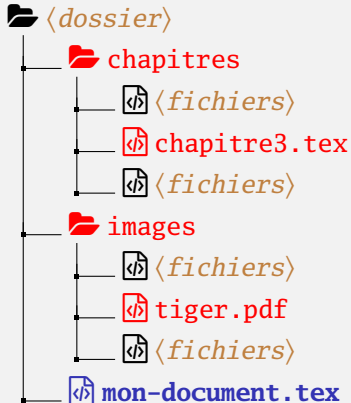 ⟨dossier⟩
chapitres
⟨fichiers⟩
chapitre3.tex
⟨fichiers⟩
images
⟨fichiers⟩
tiger.pdf
⟨fichiers⟩
mon-document.tex